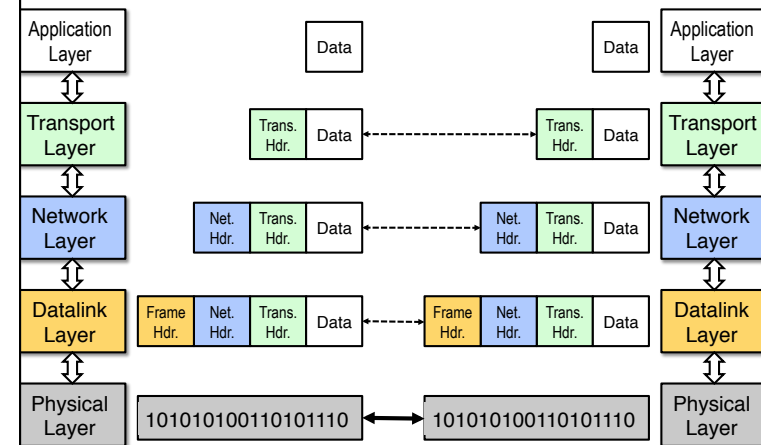 Application
Layer
Data
Data
Application
Layer
Transport
Layer
Trans.
Hdr.
Data
Trans.
Hdr.
Data
Transport
Layer
Network
Layer
Net.
Hdr.
Trans.
Hdr.
Data
Net.
Hdr.
Trans.
Hdr.
Data
Network
Layer
Datalink
Layer
Frame
Hdr.
Net.
Hdr.
Trans.
Hdr.
Data
Frame
Hdr.
Net.
Hdr.
Trans.
Hdr.
Data
Datalink
Layer
Physical
Layer
101010100110101110
101010100110101110
Physical
Layer